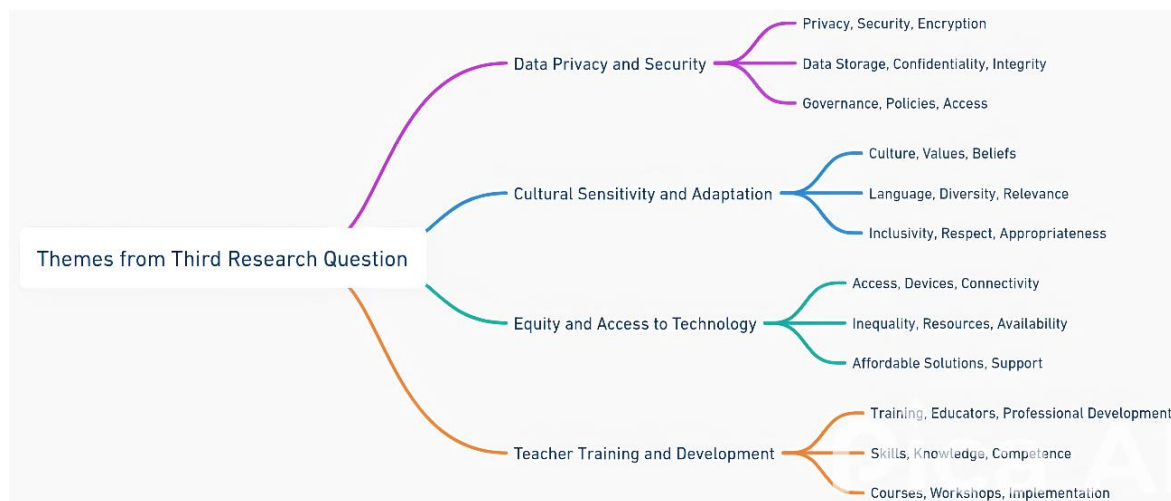 Themes from Third Research Question
Data Privacy and Security
Privacy, Security, Encryption
Data Storage, Confidentiality, Integrity
Governance, Policies, Access
Cultural Sensitivity and Adaptation
Culture, Values, Beliefs
Language, Diversity, Relevance
Inclusivity, Respect, Appropriateness
Equity and Access to Technology
Access, Devices, Connectivity
Inequality, Resources, Availability
Affordable Solutions, Support
Teacher Training and Development
Training, Educators, Professional Development
Skills, Knowledge, Competence
Courses, Workshops, Implementation